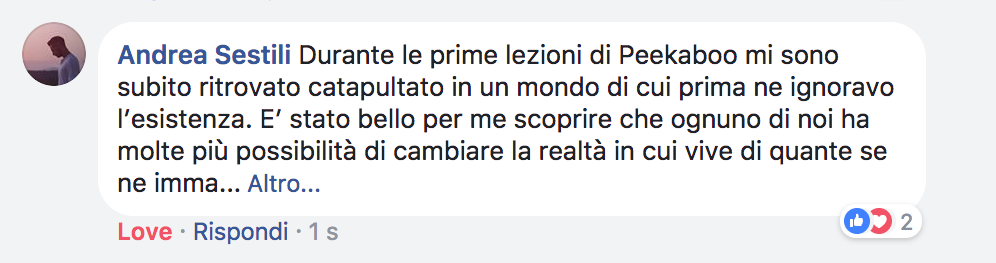 Andrea Sestili Durante le prime lezioni di Peekaboo mi sono
subito ritrovato catapultato in un mondo di cui prima ne ignoravo
l’esistenza. E’ stato bello per me scoprire che ognuno di noi ha
molte più possibilità di cambiare la realtà in cui vive di quante se
ne imma... Altro...
Love · Rispondi · 1 s
2